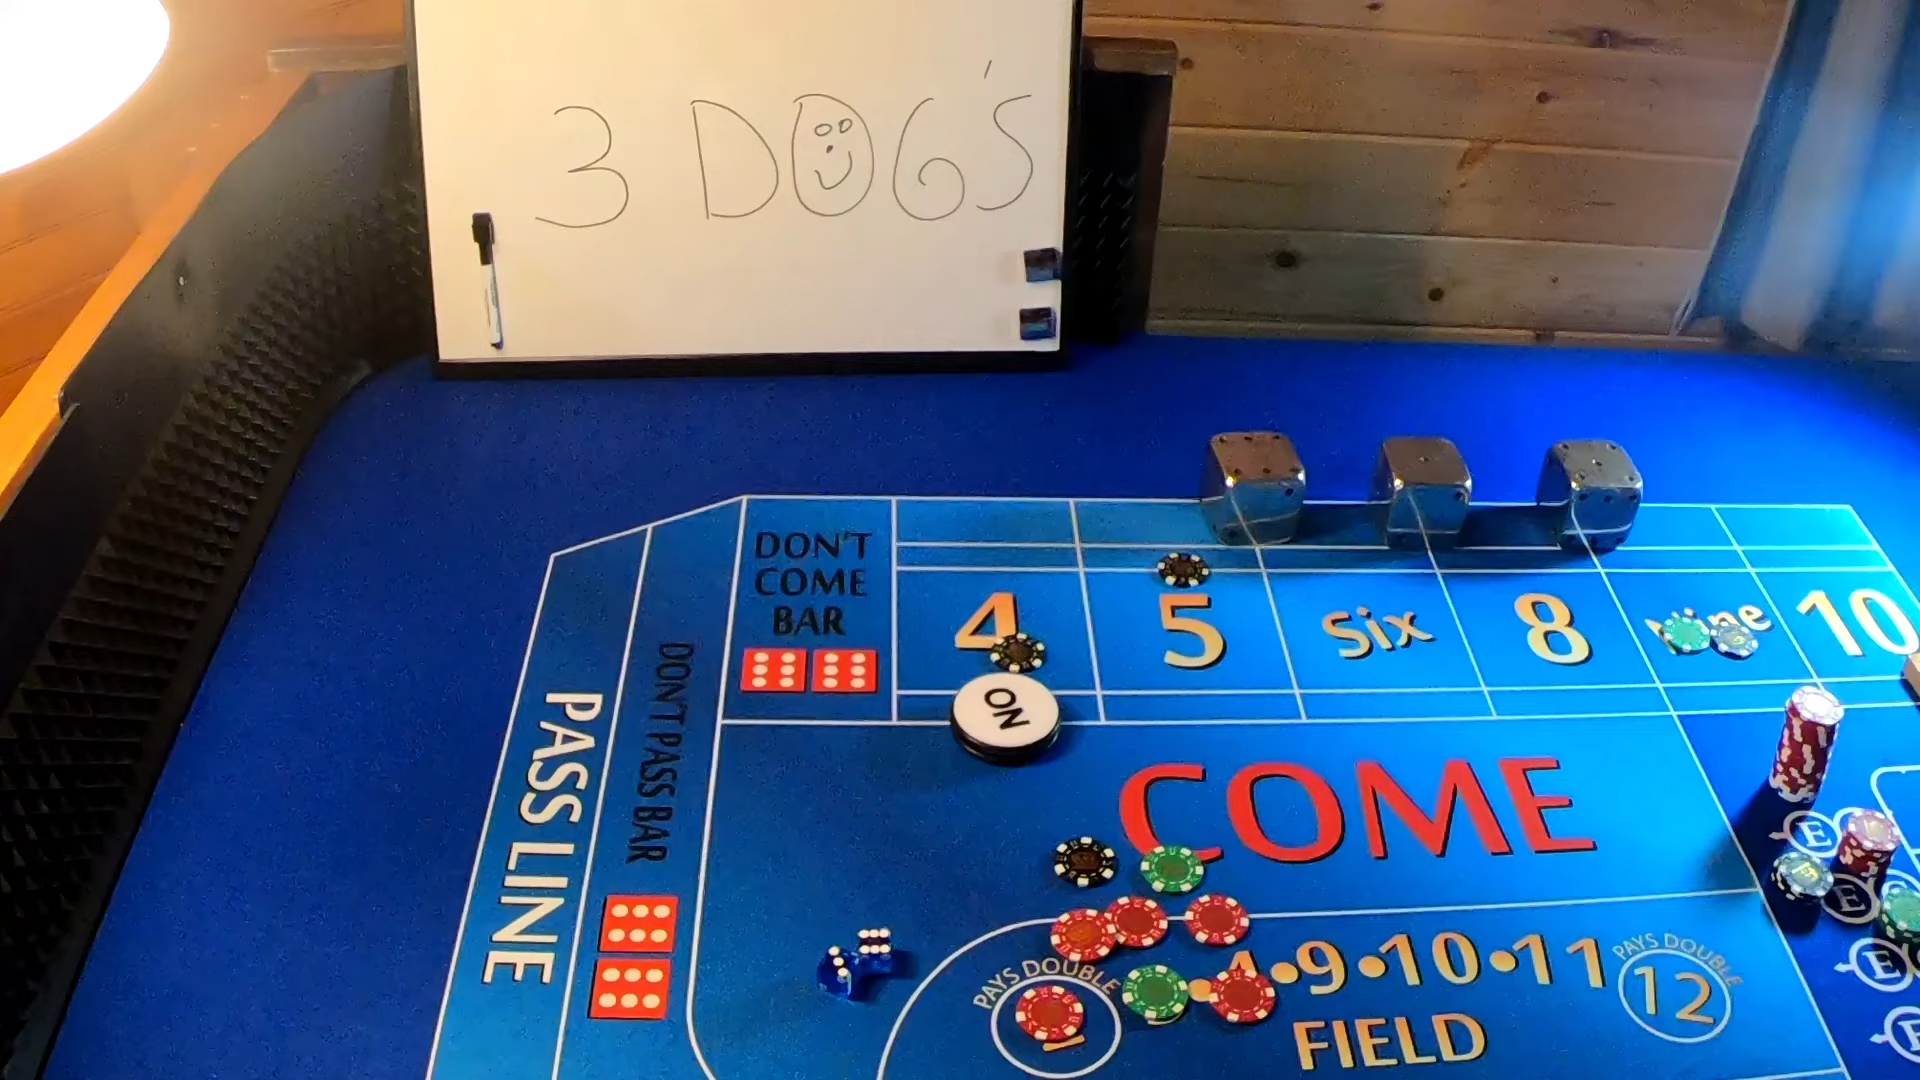 3 DOG'S
DON'T
COME
BAR
4
5
Six
8
Nine
10
ON
PASS LINE
DON'T PASS BAR
COME
E
E
E
PAYS DOUBLE
4•9•10•11
PAYS DOUBLE
12
FIELD